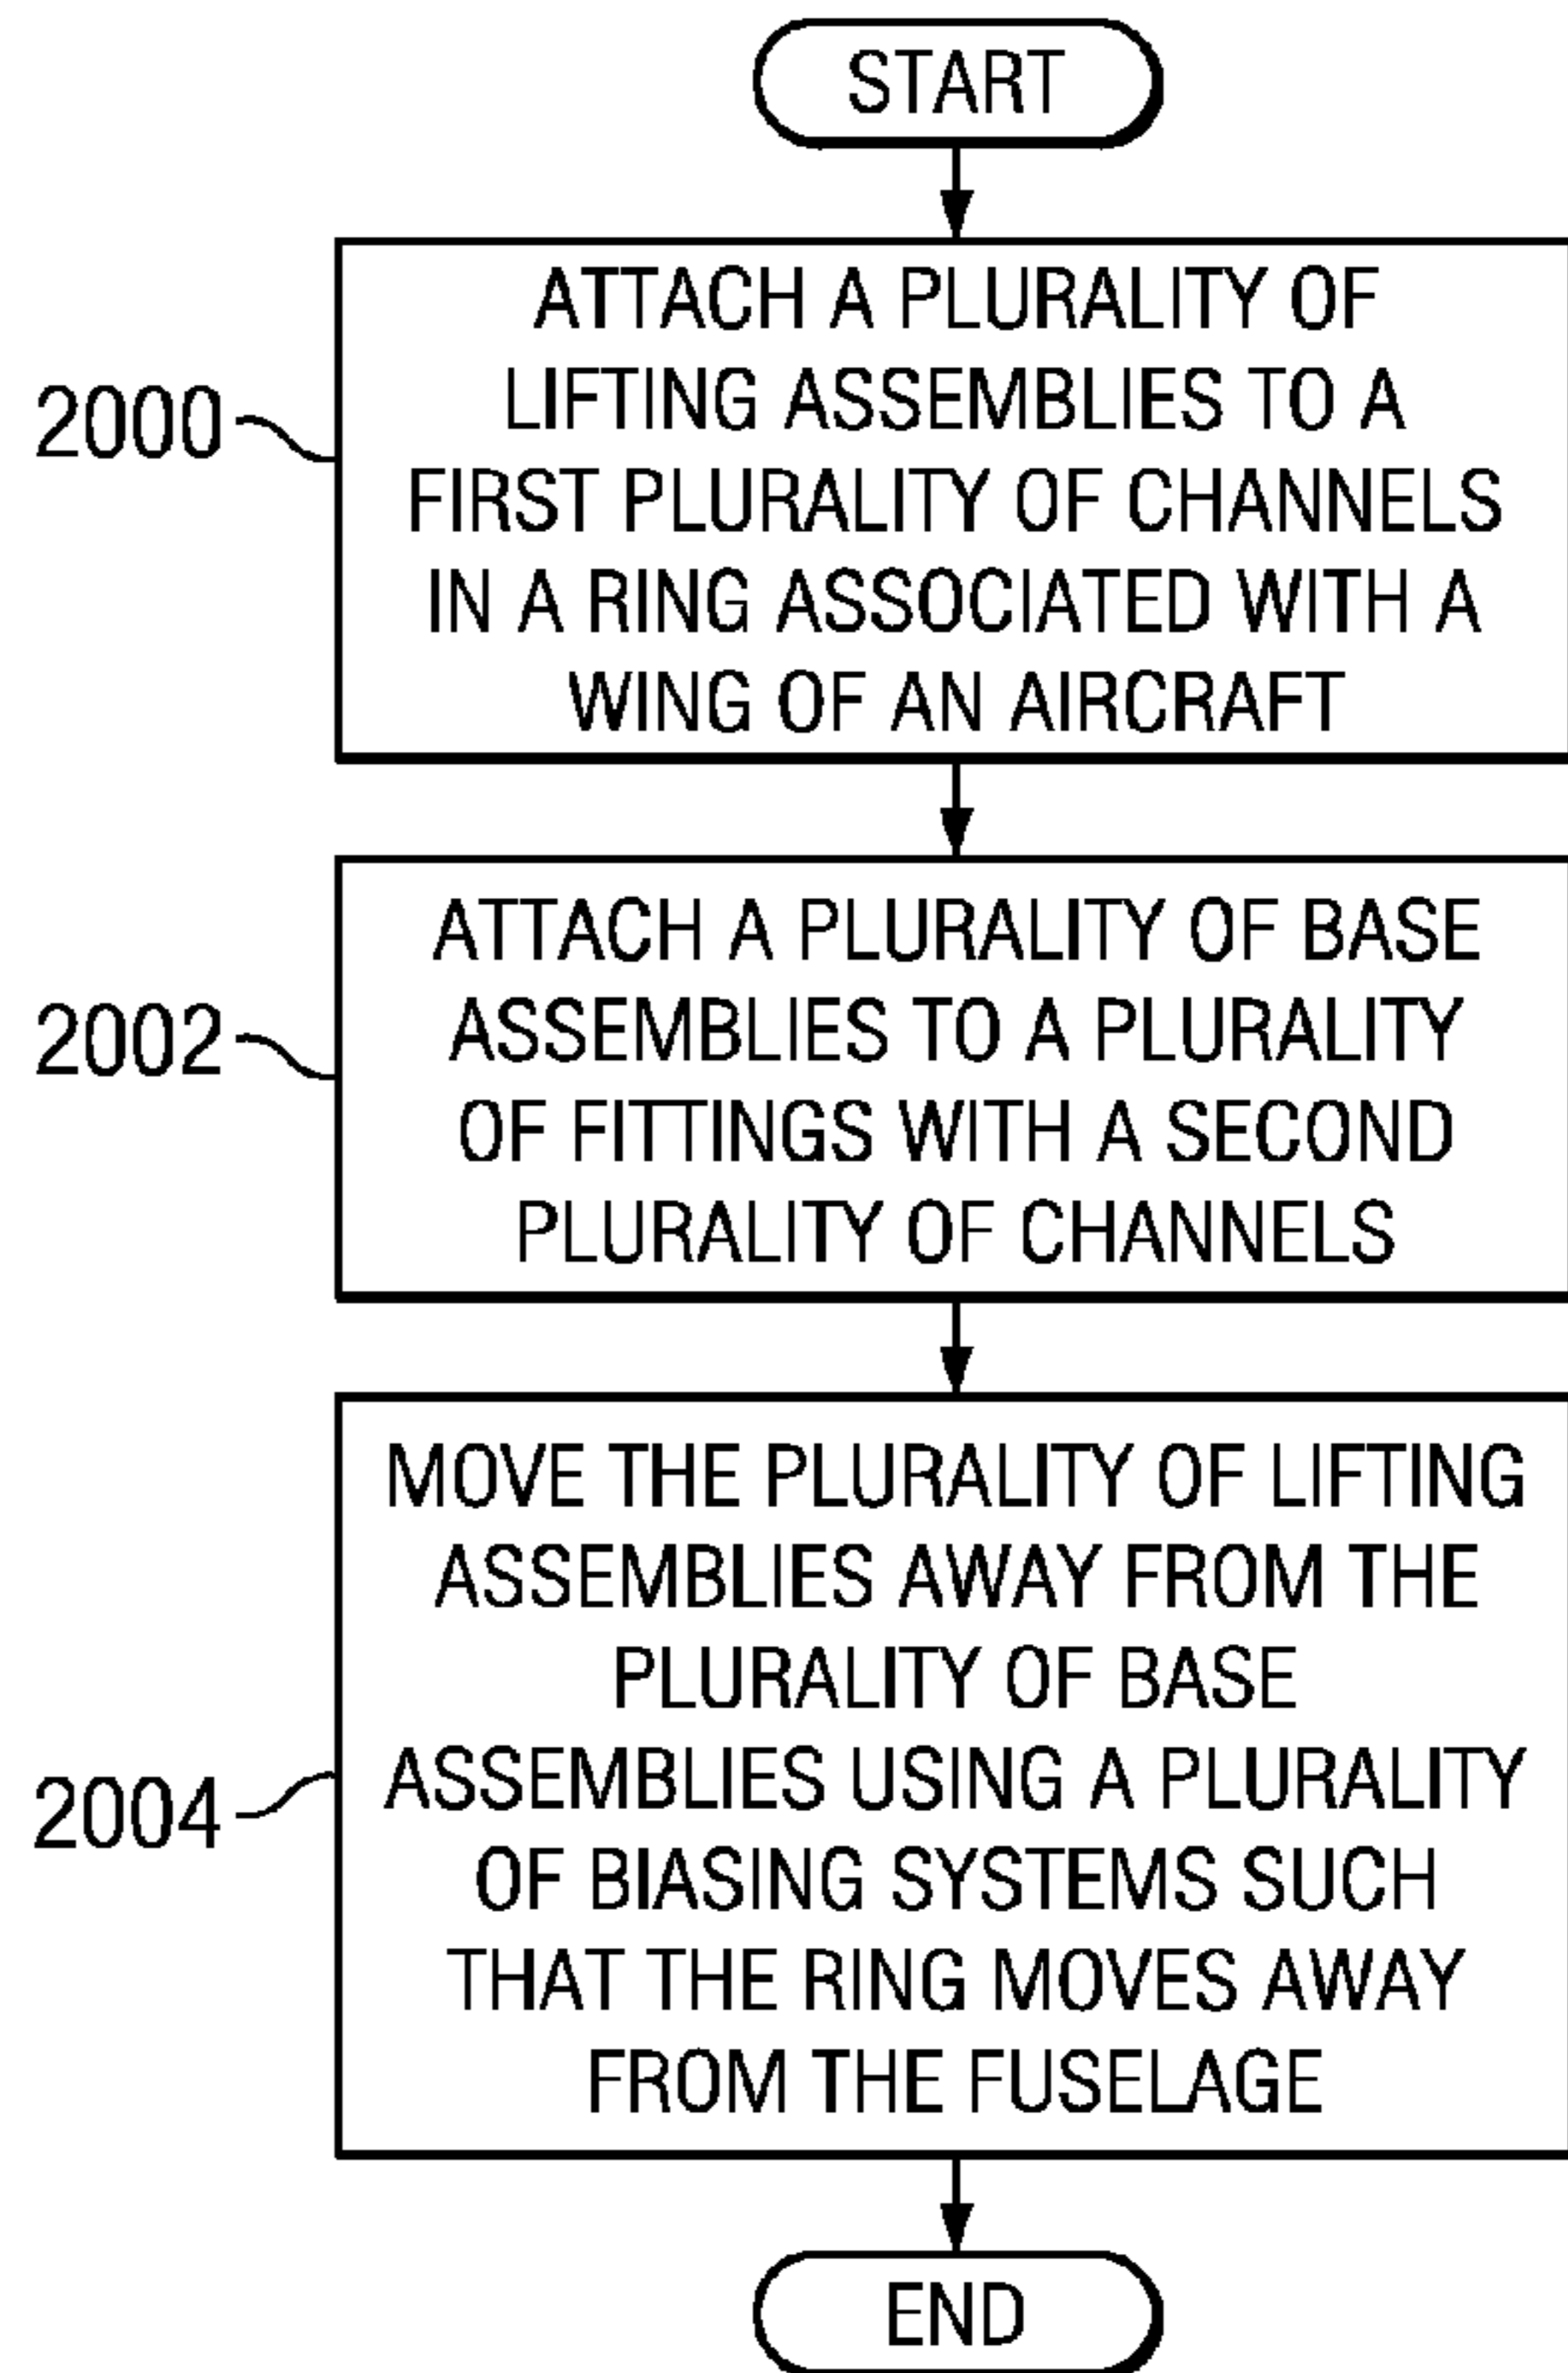 START
2000
ATTACH A PLURALITY OF
LIFTING ASSEMBLIES TO A
FIRST PLURALITY OF CHANNELS
IN A RING ASSOCIATED WITH A
WING OF AN AIRCRAFT
2002
ATTACH A PLURALITY OF BASE
ASSEMBLIES TO A PLURALITY
OF FITTINGS WITH A SECOND
PLURALITY OF CHANNELS
2004
MOVE THE PLURALITY OF LIFTING
ASSEMBLIES AWAY FROM THE
PLURALITY OF BASE
ASSEMBLIES USING A PLURALITY
OF BIASING SYSTEMS SUCH
THAT THE RING MOVES AWAY
FROM THE FUSELAGE
END